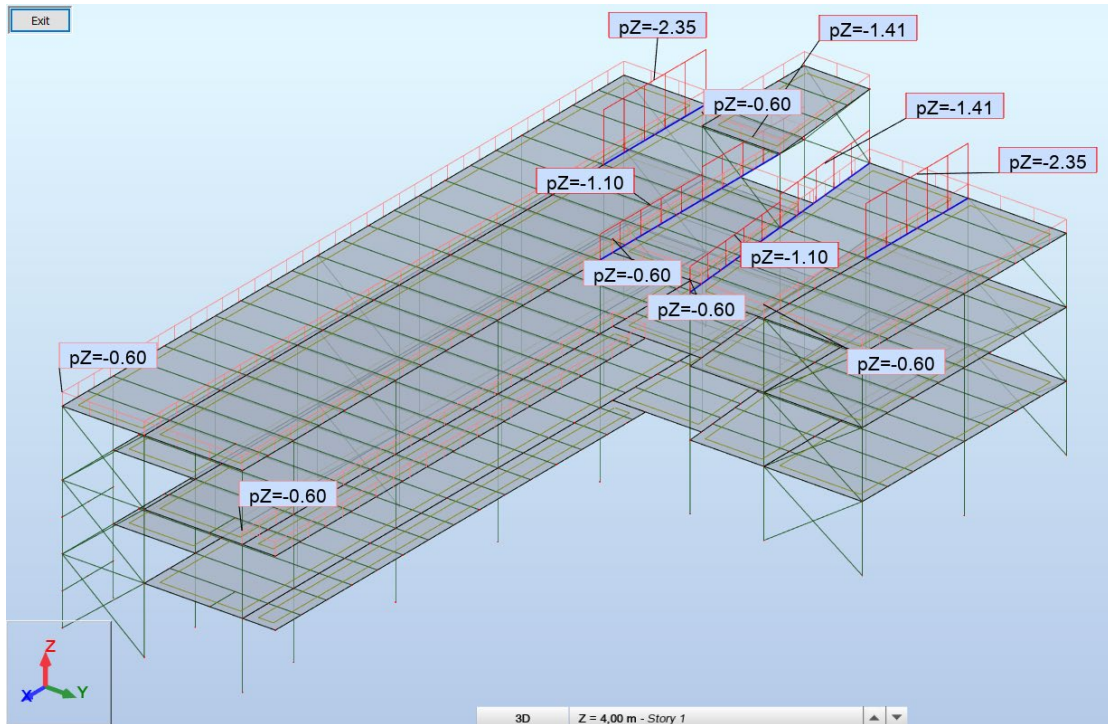 Exit
pZ=-2.35
pZ=-1.41
pZ=-0.60
pZ=-1.41
pZ=-2.35
pZ=-1.10
pZ=-1.10
pZ=-0.60
pZ=-0.60
pZ=-0.60
pZ=-0.60
pZ=-0.60
Z
X
Y
3D
Z = 4,00 m - Story 1